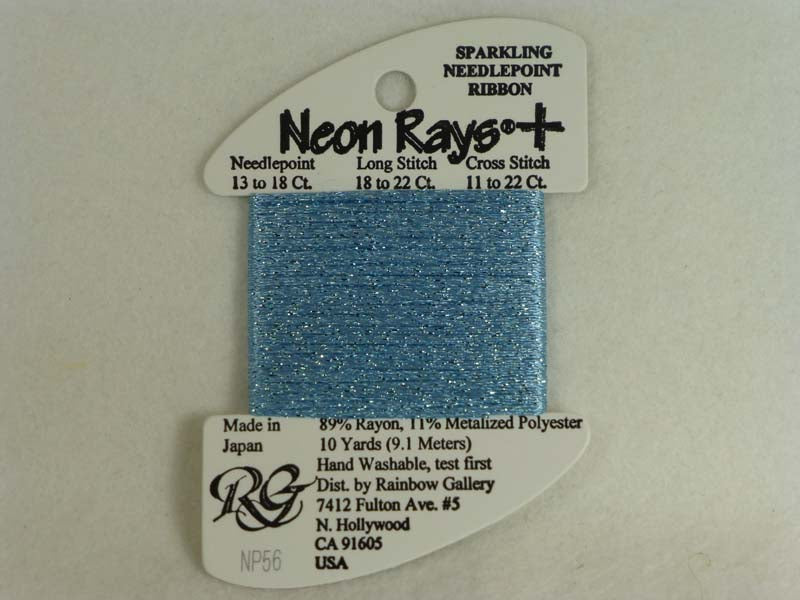 SPARKLING
NEEDLEPOINT
RIBBON
Neon Rays®+
Needlepoint Long Stitch Cross Stitch
13 to 18 Ct. 18 to 22 Ct. 11 to 22 Ct.
Made in 89% Rayon, 11% Metalized Polyester
Japan 10 Yards (9.1 Meters)
Hand Washable, test first
RG Dist. by Rainbow Gallery
7412 Fulton Ave. #5
N. Hollywood
NP56 CA 91605
USA